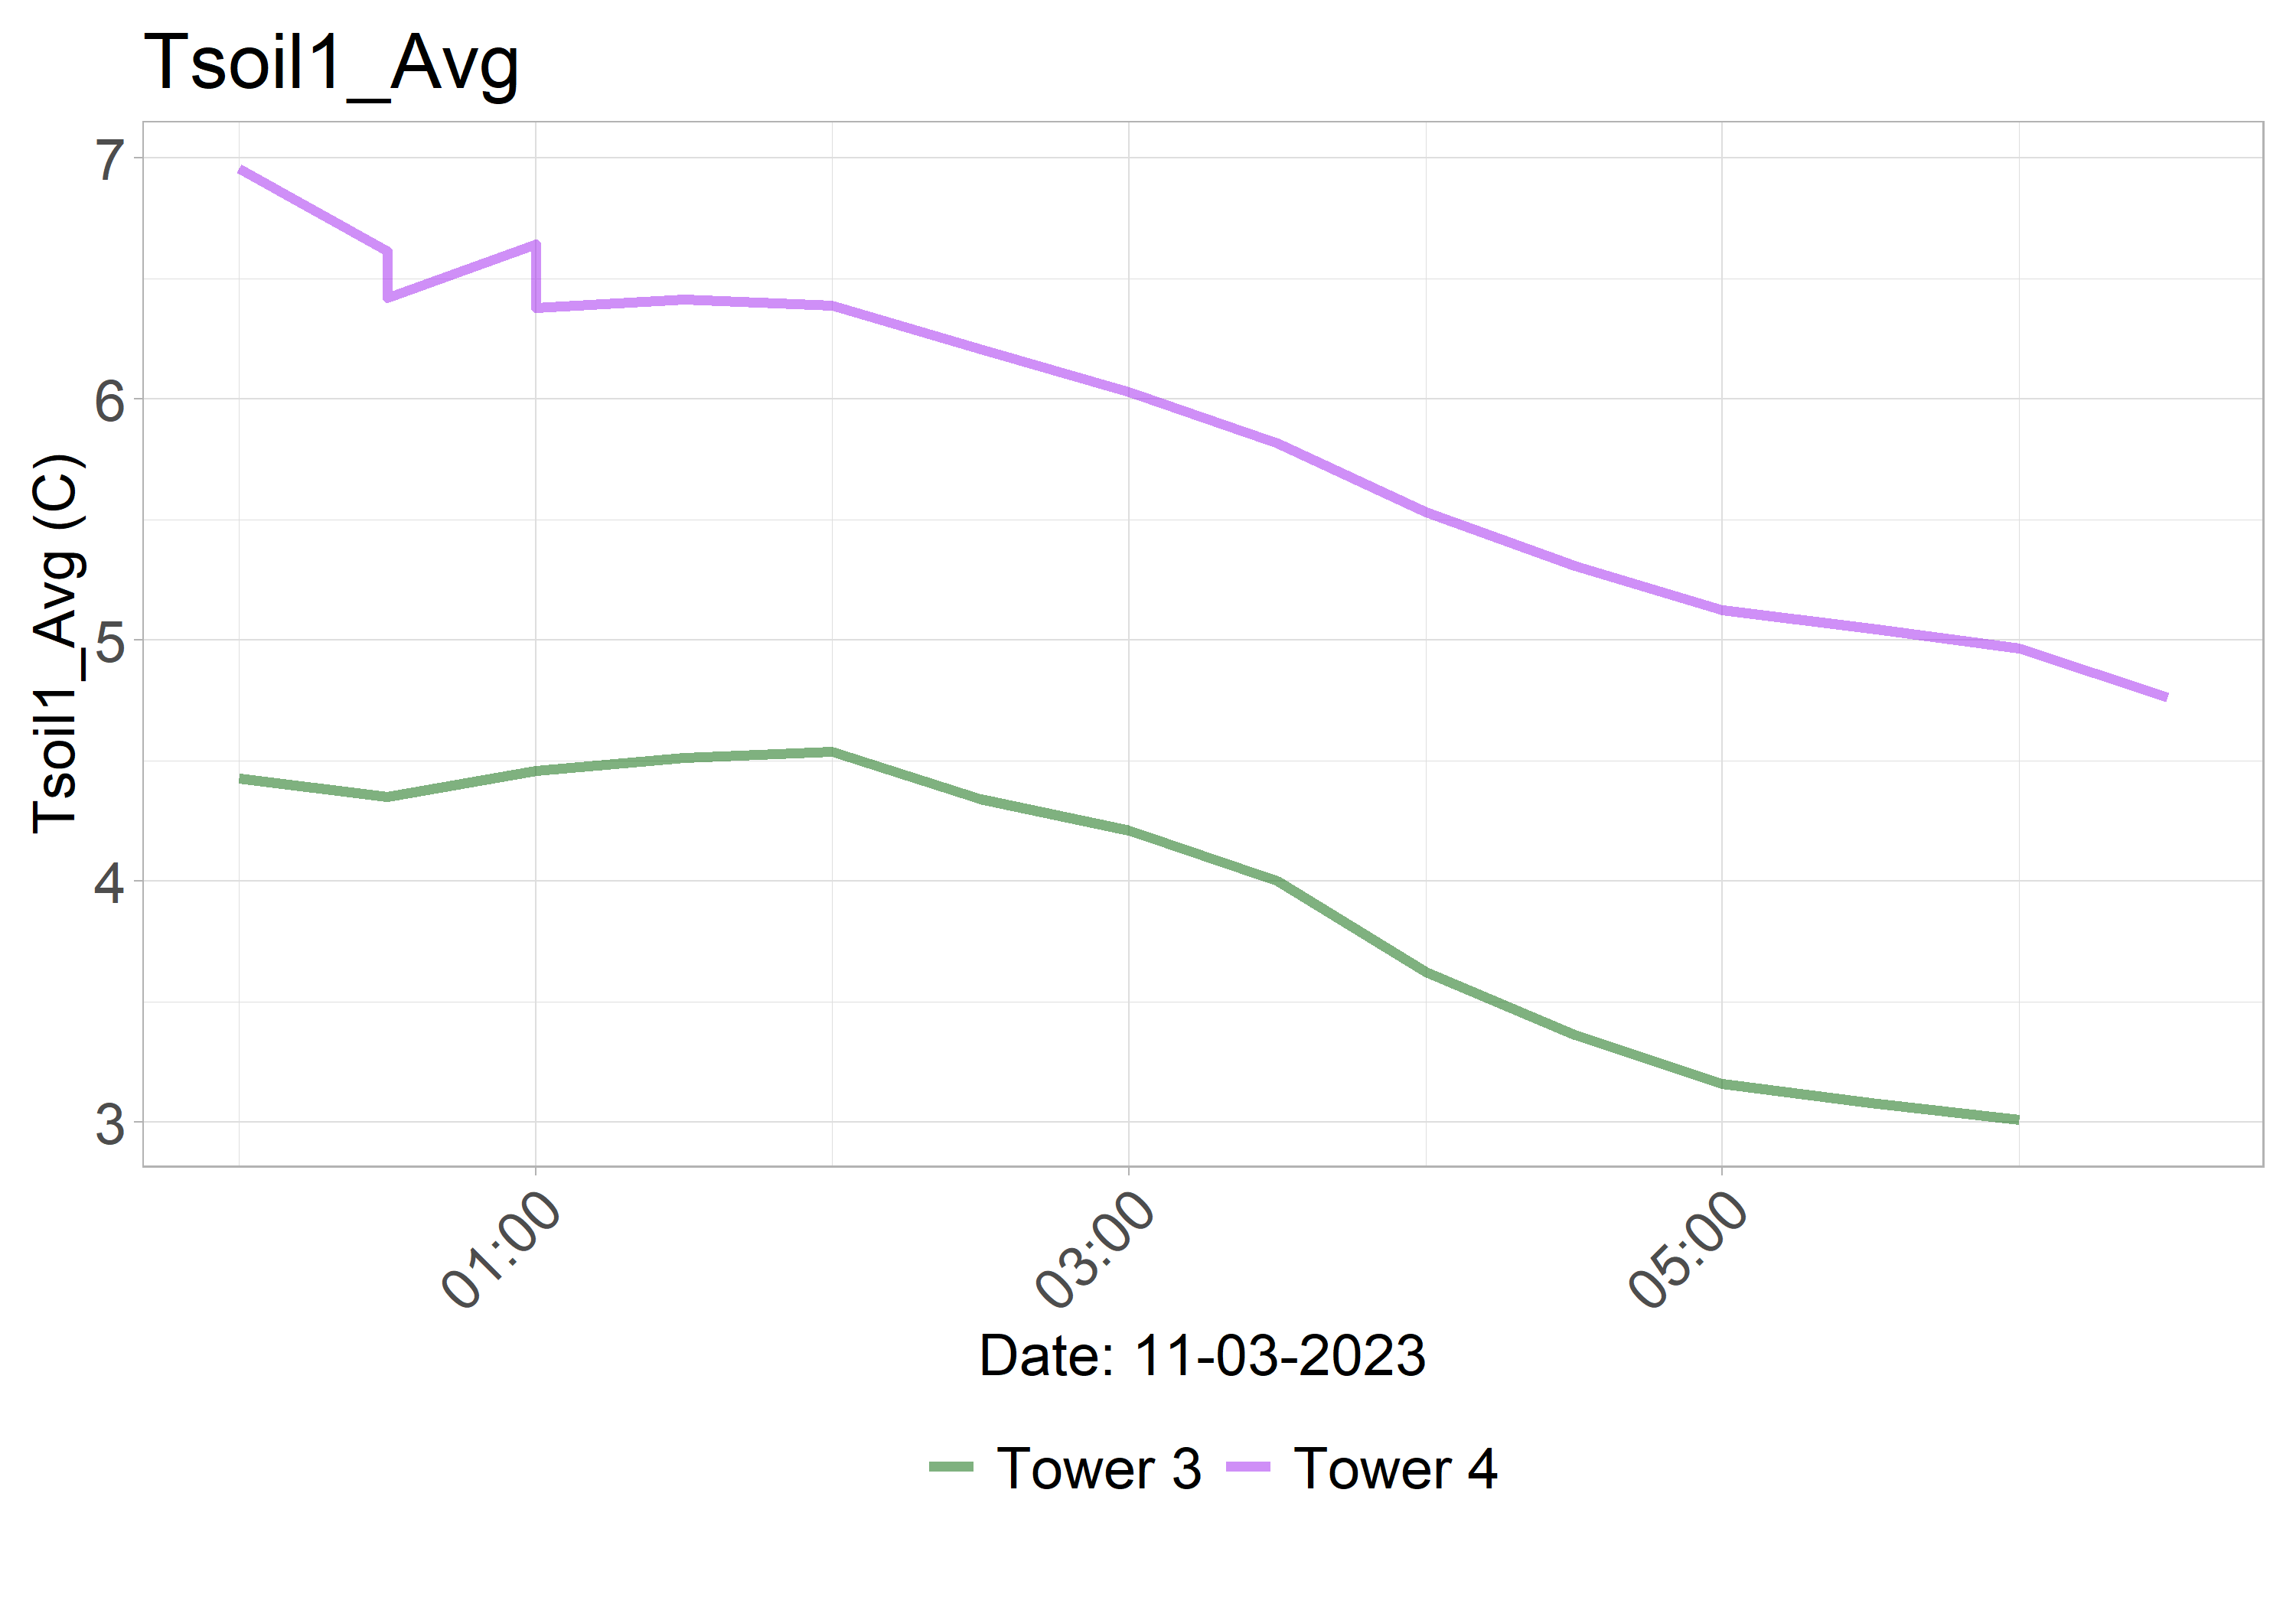 Tsoil1_Avg
Tsoil1_Avg (C)
7
6
5
4
3
01:00 03:00 05:00
Date: 11-03-2023
Tower 3 Tower 4